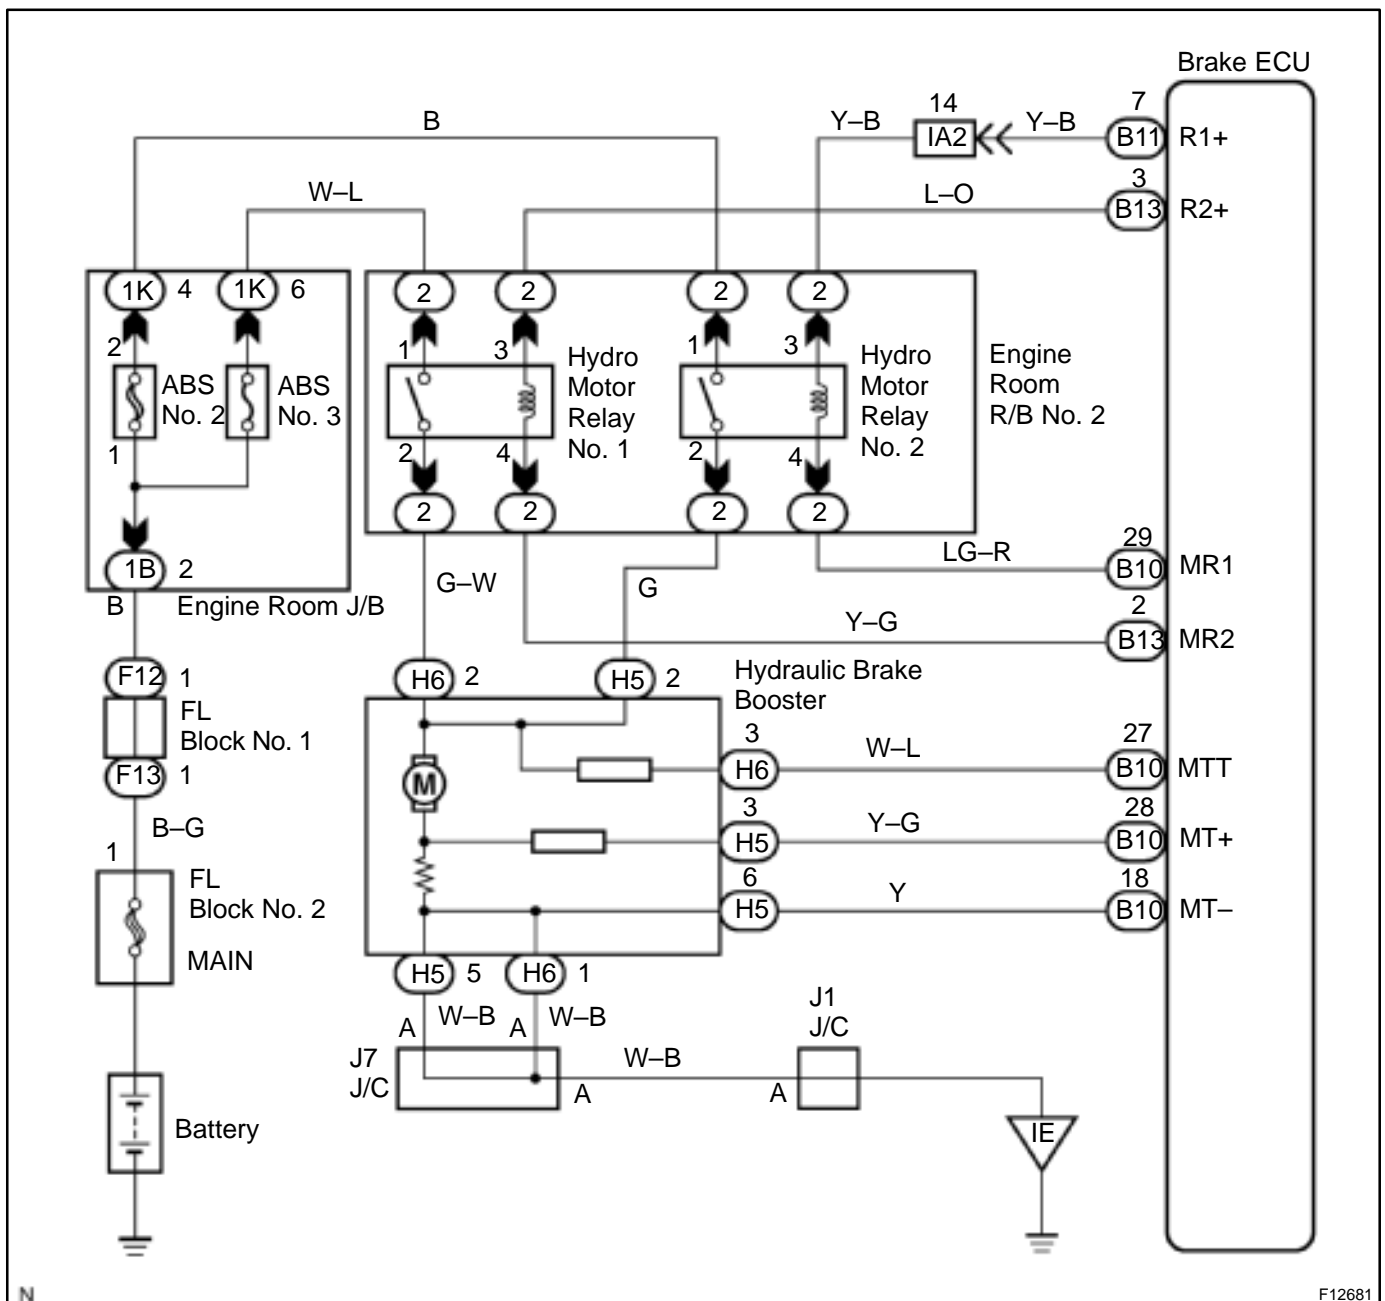 Brake ECU
B
Y–B
14
IA2
Y–B
7
B11
R1+
W–L
L–O
3
B13
R2+
1K
4
1K
6
2
2
2
2
2
1
3
1
3
ABS
No. 2
ABS
No. 3
Hydro
Motor
Relay
No. 1
Hydro
Motor
Relay
No. 2
Engine
Room
R/B No. 2
1
2
4
2
4
2
2
2
2
1B
2
B
Engine Room J/B
G–W
G
LG–R
29
B10
MR1
Y–G
2
B13
MR2
F12
1
FL
Block No. 1
F13
1
H6
2
H5
2
Hydraulic Brake
Booster
M
3
H6
W–L
27
B10
MTT
3
H5
Y–G
28
B10
MT+
6
H5
Y
18
B10
MT–
B–G
1
FL
Block No. 2
MAIN
H5
5
H6
1
A
W–B
A
W–B
J7
J/C
W–B
A
J1
J/C
A
Battery
IE
N
F12681